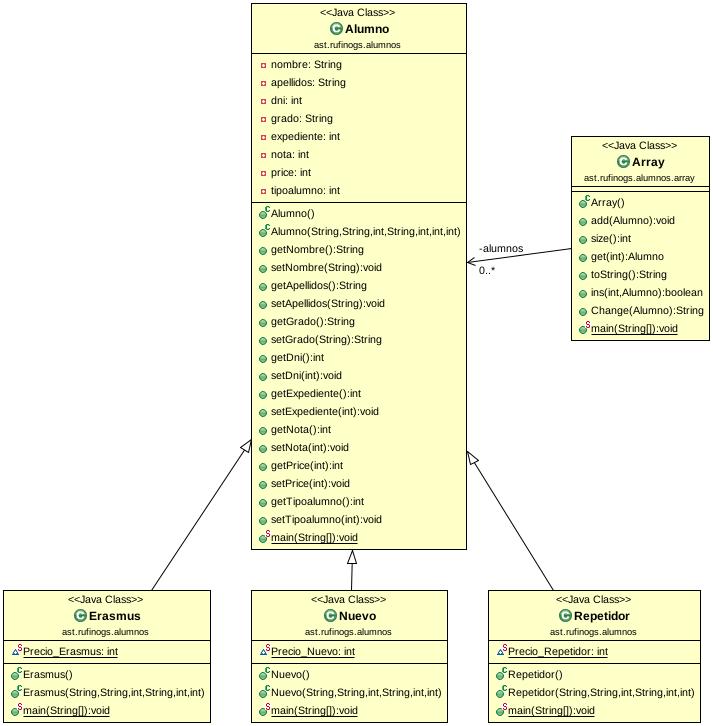 <<Java Class>>
Alumno
ast.rufinogs.alumnos
nombre: String
apellidos: String
dni: int
grado: String
expediente: int
nota: int
price: int
tipoalumno: int
Alumno()
Alumno(String,String,int,String,int,int,int)
getNombre():String
setNombre(String):void
getApellidos():String
setApellidos(String):void
getGrado():String
setGrado(String):String
getDni():int
setDni(int):void
getExpediente():int
setExpediente(int):void
getNota():int
setNota(int):void
getPrice(int):int
setPrice(int):void
getTipoalumno():int
setTipoalumno(int):void
main(String[]):void
-alumnos
0..*
<<Java Class>>
Array
ast.rufinogs.alumnos.array
Array()
add(Alumno):void
size():int
get(int):Alumno
toString():String
ins(int,Alumno):boolean
Change(Alumno):String
main(String[]):void
<<Java Class>>
Erasmus
ast.rufinogs.alumnos
Precio_Erasmus: int
Erasmus()
Erasmus(String,String,int,String,int,int)
main(String[]):void
<<Java Class>>
Nuevo
ast.rufinogs.alumnos
Precio_Nuevo: int
Nuevo()
Nuevo(String,String,int,String,int,int)
main(String[]):void
<<Java Class>>
Repetidor
ast.rufinogs.alumnos
Precio_Repetidor: int
Repetidor()
Repetidor(String,String,int,String,int,int)
main(String[]):void